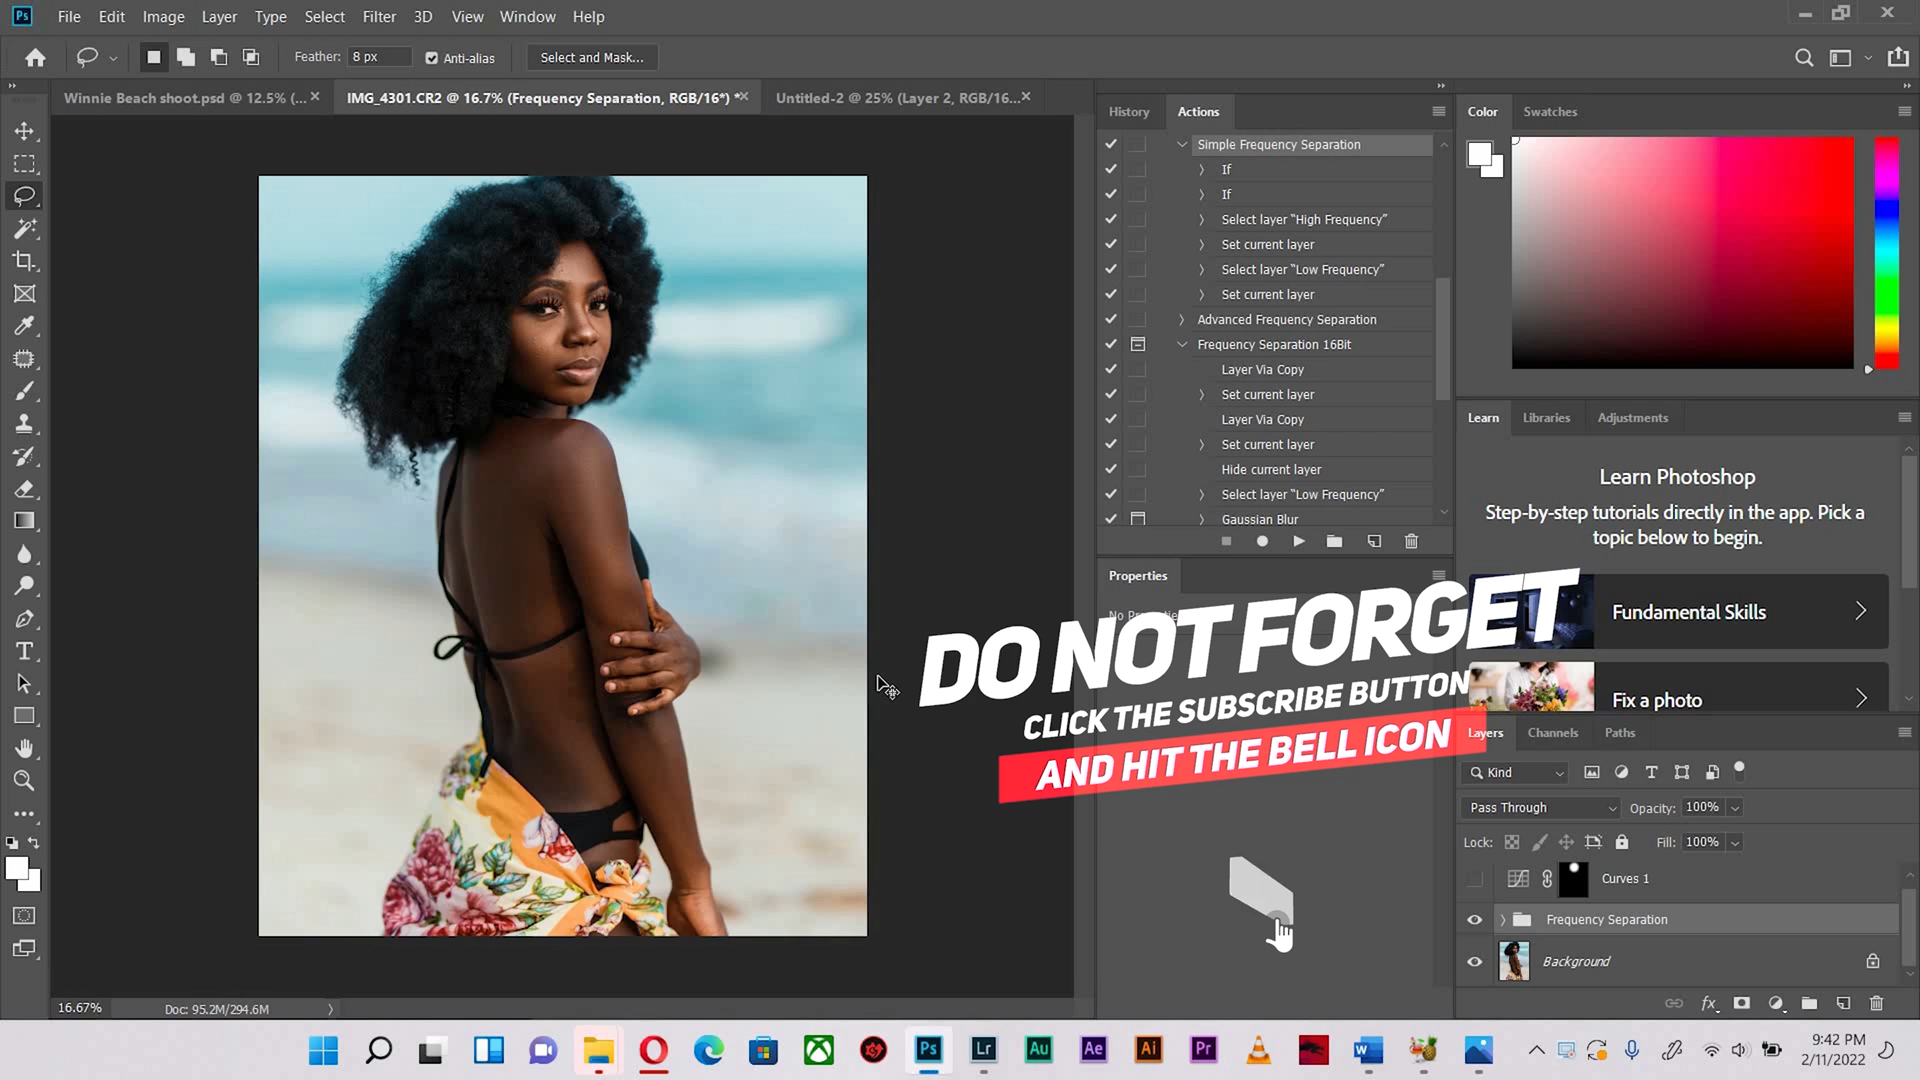 Ps File Edit Image Layer Type Select Filter 3D View Window Help
Feather: 8 px Anti-alias Select and Mask...
Winnie Beach shoot.psd @ 12.5% (... IMG_4301.CR2 @ 16.7% (Frequency Separation, RGB/16*) * Untitled-2 @ 25% (Layer 2, RGB/16...
History Actions
Simple Frequency Separation
If
If
Select layer “High Frequency”
Set current layer
Select layer “Low Frequency”
Set current layer
Advanced Frequency Separation
Frequency Separation 16Bit
Layer Via Copy
Set current layer
Layer Via Copy
Set current layer
Hide current layer
Select layer “Low Frequency”
Gaussian Blur
Color Swatches
Learn Libraries Adjustments
Learn Photoshop
Step-by-step tutorials directly in the app. Pick a
topic below to begin.
Fundamental Skills
Fix a photo
Properties
DO NOT FORGET
CLICK THE SUBSCRIBE BUTTON
AND HIT THE BELL ICON
Layers Channels Paths
Kind
Pass Through Opacity: 100%
Lock: Fill: 100%
Curves 1
Frequency Separation
Background
fx
16.67% Doc: 95.2M/294.6M
Ps Lr Au Ae Ai Pr
9:42 PM
2/11/2022